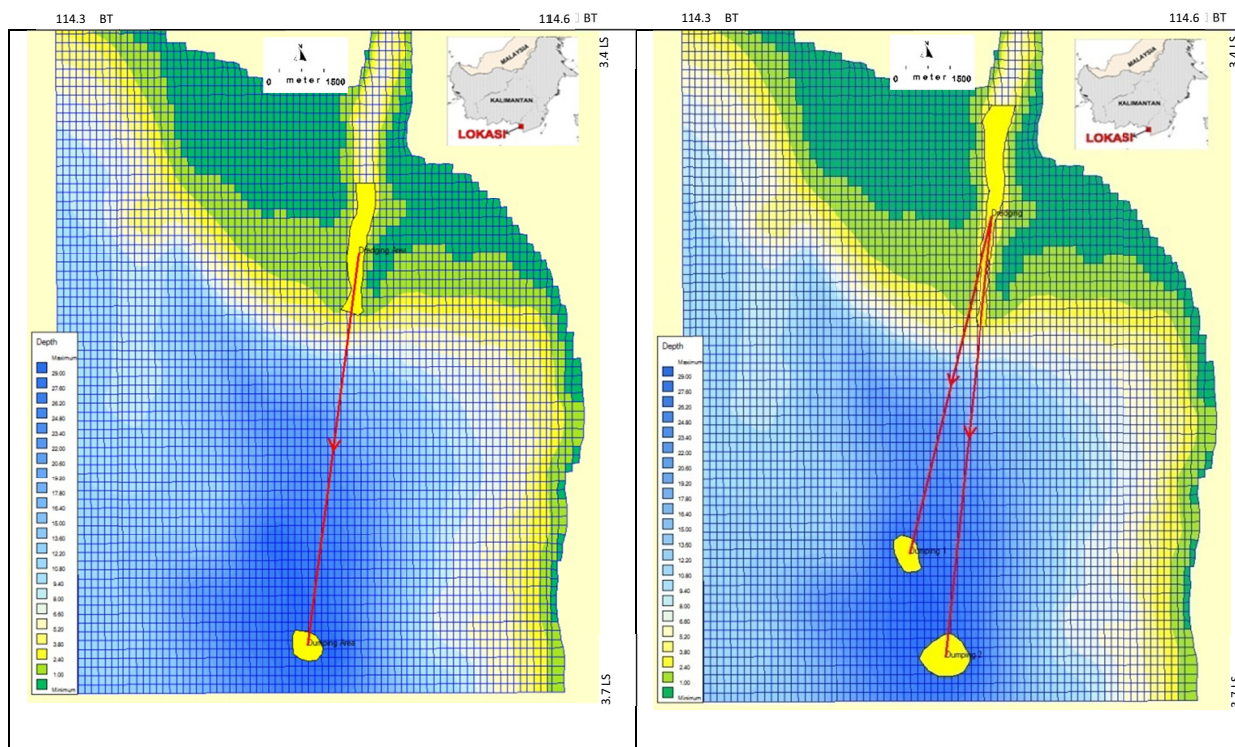 114.3 BT
114.6 BT
3.4 LS
N
0 meter 1500
MALAYSIA
KALIMANTAN
LOKASI
Dredging Area
Depth
Maximum
29.00
27.60
26.20
24.80
23.40
22.00
20.60
19.20
17.80
16.40
15.00
13.60
12.20
10.80
9.40
8.00
6.60
5.20
3.80
2.40
1.00
Minimum
Dumping Area
3.7 LS
114.3 BT
114.6 BT
3.4 LS
N
0 meter 1500
MALAYSIA
KALIMANTAN
LOKASI
Dredging
Depth
Maximum
29.00
27.60
26.20
24.80
23.40
22.00
20.60
19.20
17.80
16.40
15.00
13.60
12.20
10.80
9.40
8.00
6.60
5.20
3.80
2.40
1.00
Minimum
Dumping 1
Dumping 2
3.7 LS